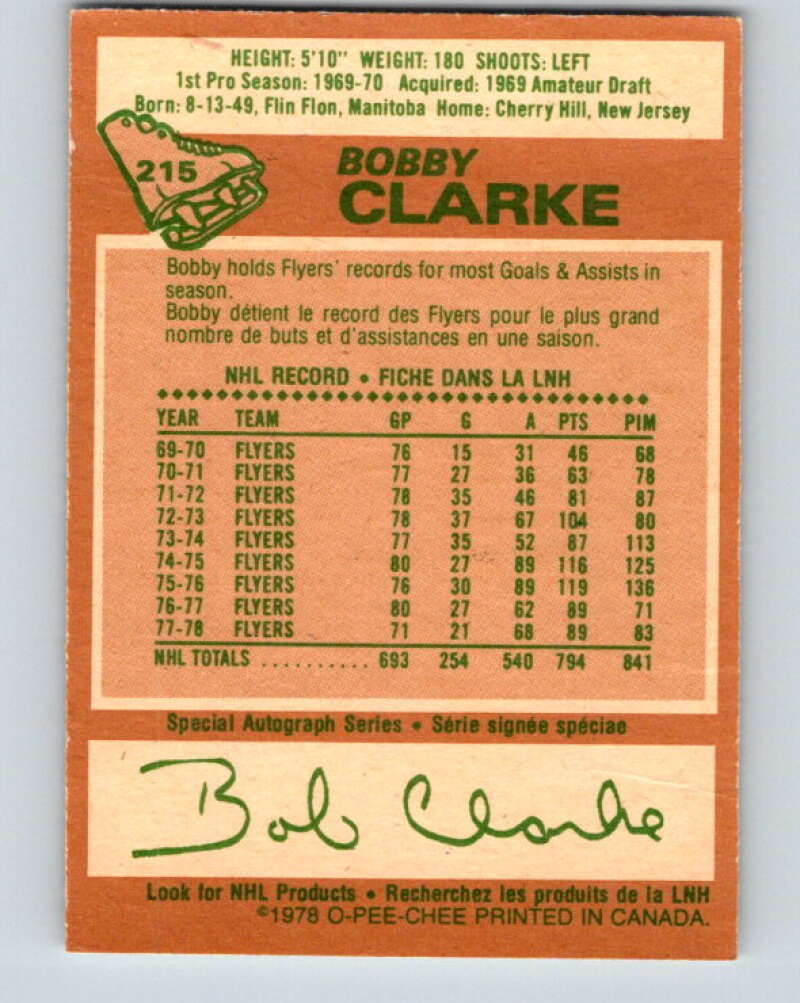 HEIGHT: 5'10" WEIGHT: 180 SHOOTS: LEFT
1st Pro Season: 1969-70 Acquired: 1969 Amateur Draft
Born: 8-13-49, Flin Flon, Manitoba Home: Cherry Hill, New Jersey
215
BOBBY
CLARKE
Bobby holds Flyers' records for most Goals & Assists in
season.
Bobby détient le record des Flyers pour le plus grand
nombre de buts et d'assistances en une saison.
NHL RECORD • FICHE DANS LA LNH
YEAR TEAM GP G A PTS PIM
69-70 FLYERS 76 15 31 46 68
70-71 FLYERS 77 27 36 63 78
71-72 FLYERS 78 35 46 81 87
72-73 FLYERS 78 37 67 104 80
73-74 FLYERS 77 35 52 87 113
74-75 FLYERS 80 27 89 116 125
75-76 FLYERS 76 30 89 119 136
76-77 FLYERS 80 27 62 89 71
77-78 FLYERS 71 21 68 89 83
NHL TOTALS .......... 693 254 540 794 841
Special Autograph Series • Série signée spéciae
Bob Clarke
Look for NHL Products • Recherchez les produits de la LNH
©1978 O-PEE-CHEE PRINTED IN CANADA.